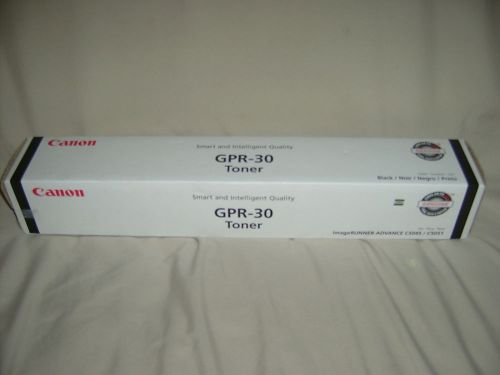 Canon
Smart and Intelligent Quality
GPR-30
Toner
Black / Noir / Negro / Preto
Canon
Smart and Intelligent Quality
GPR-30
Toner
imageRUNNER ADVANCE C5045 / C5051